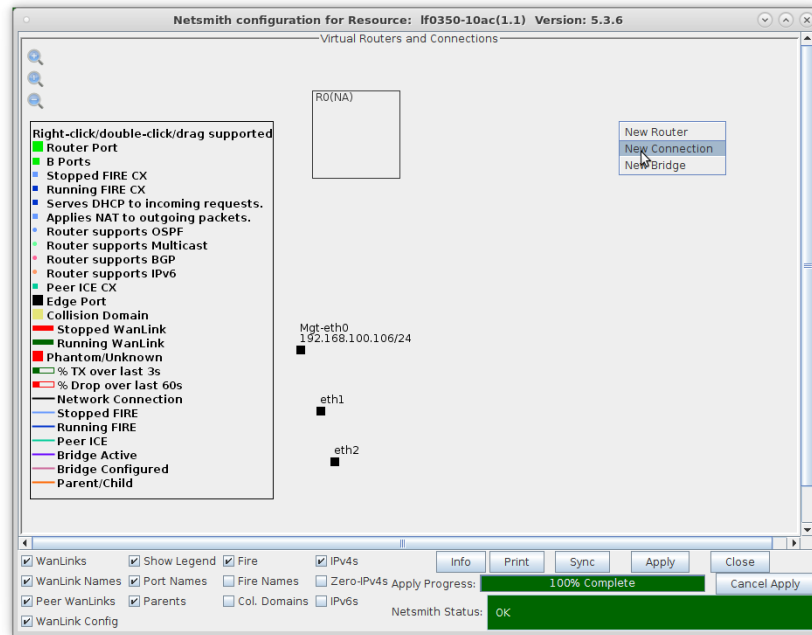 Netsmith configuration for Resource:  lf0350-10ac(1.1)  Version: 5.3.6
Virtual Routers and Connections
R0(NA)
New Router
New Connection
New Bridge
Right-click/double-click/drag supported
Router Port
B Ports
Stopped FIRE CX
Running FIRE CX
Serves DHCP to incoming requests.
Applies NAT to outgoing packets.
Router supports OSPF
Router supports Multicast
Router supports BGP
Router supports IPv6
Peer ICE CX
Edge Port
Collision Domain
Stopped WanLink
Running WanLink
Phantom/Unknown
% TX over last 3s
% Drop over last 60s
Network Connection
Stopped FIRE
Running FIRE
Peer ICE
Bridge Active
Bridge Configured
Parent/Child
Mgt-eth0
192.168.100.106/24
eth1
eth2
WanLinks Show Legend Fire IPv4s Info Print Sync Apply Close
WanLink Names Port Names Fire Names Zero-IPv4s Apply Progress: 100% Complete Cancel Apply
Peer WanLinks Parents Col. Domains IPv6s Netsmith Status: OK
WanLink Config